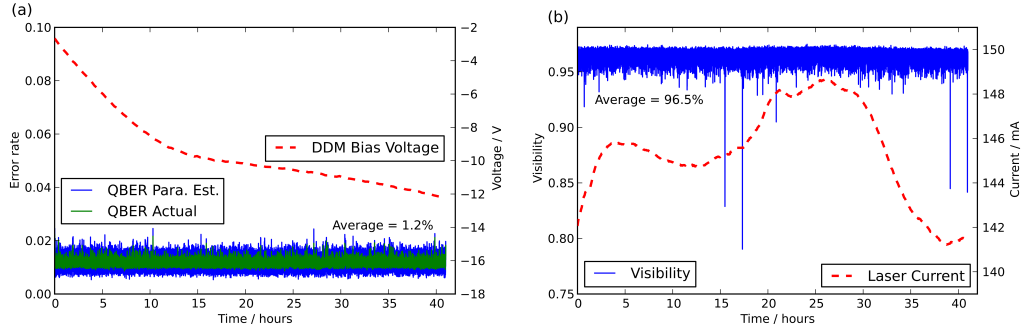 (a)
0.10
0.08
0.06
0.04
0.02
0.00
Error rate
0
5
10
15
20
25
30
35
40
Time / hours
−2
−4
−6
−8
−10
−12
−14
−16
−18
Voltage / V
DDM Bias Voltage
QBER Para. Est.
QBER Actual
Average = 1.2%
(b)
0.95
0.90
0.85
0.80
0.75
Visibility
0
5
10
15
20
25
30
35
40
Time / hours
150
148
146
144
142
140
Current / mA
Average = 96.5%
Visibility
Laser Current